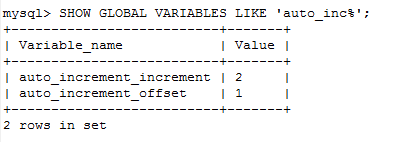 mysql> SHOW GLOBAL VARIABLES LIKE 'auto_inc%';
+--------------------------+-------+
| Variable_name            | Value |
+--------------------------+-------+
| auto_increment_increment | 2     |
| auto_increment_offset    | 1     |
+--------------------------+-------+
2 rows in set